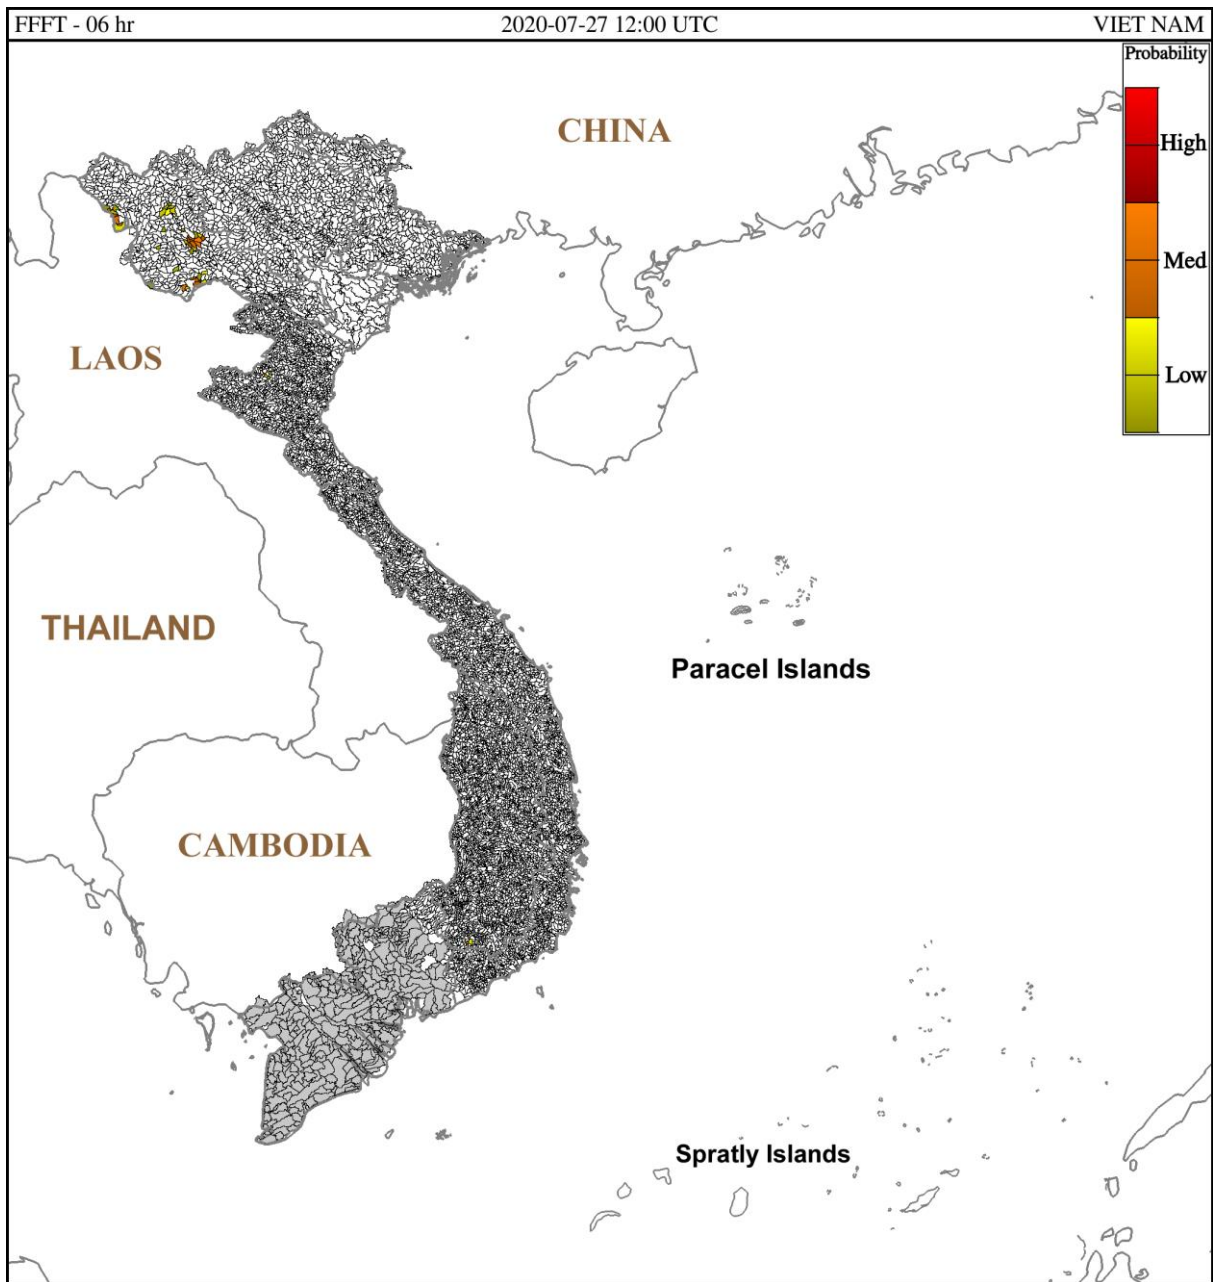 FFFT - 06 hr 2020-07-27 12:00 UTC VIET NAM
Probability
CHINA
High
Med
LAOS
Low
THAILAND
Paracel Islands
CAMBODIA
Spratly Islands